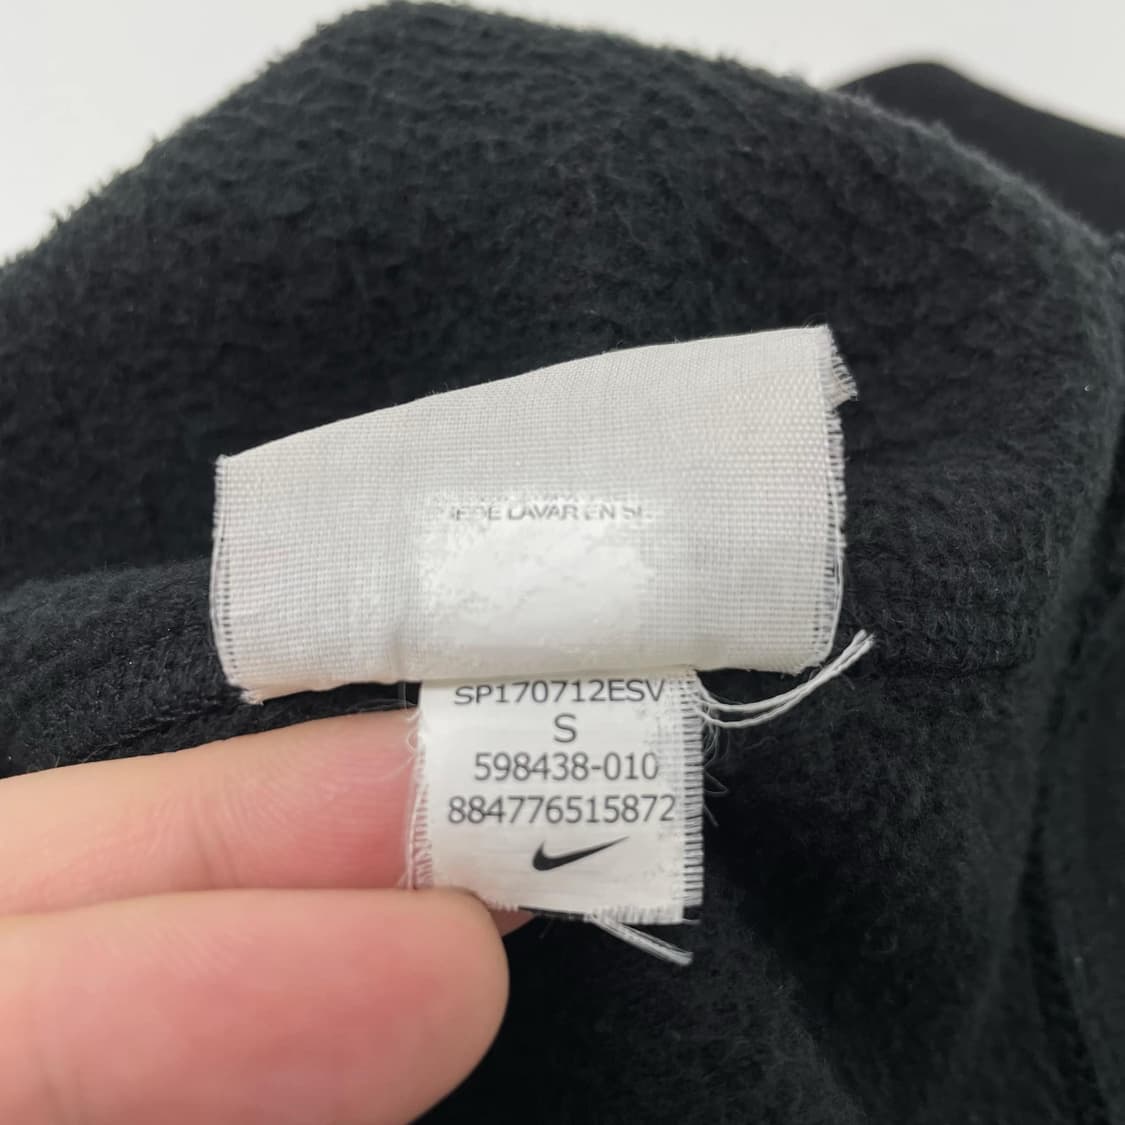 LAVAR EN
SP170712ESV
S
598438-010
884776515872